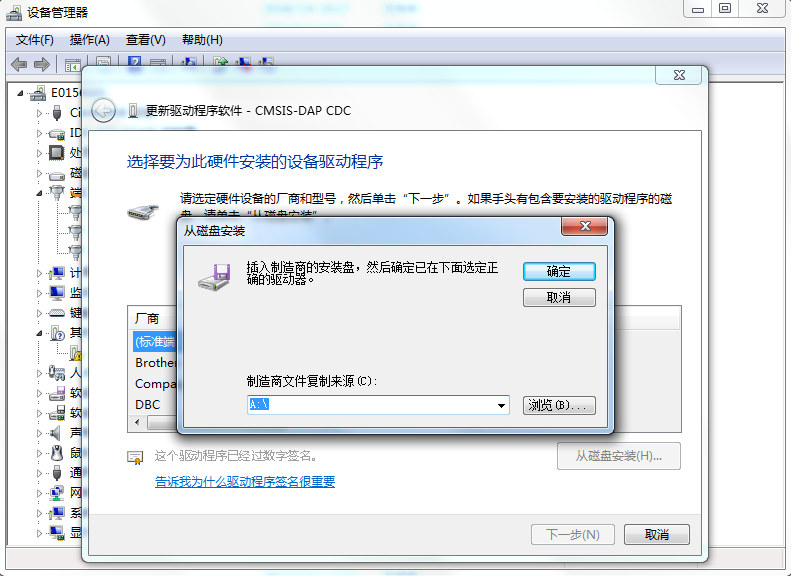 设备管理器
文件(F) 操作(A) 查看(V) 帮助(H)
更新驱动程序软件 - CMSIS-DAP CDC
选择要为此硬件安装的设备驱动程序
请选定硬件设备的厂商和型号，然后单击“下一步”。如果手头有包含要安装的驱动程序的磁
盘，请单击“从磁盘安装”。
从磁盘安装
插入制造商的安装盘，然后确定已在下面选定正
确的驱动器。
确定
取消
制造商文件复制来源(C):
A:\
浏览(B)...
E015
Ci
ID
处
磁
端
计
监
键
其
人
软
软
声
鼠
通
网
系
显
厂商
(标准端
Brother
Compa
DBC
这个驱动程序已经过数字签名。
告诉我为什么驱动程序签名很重要
从磁盘安装(H)...
下一步(N)
取消